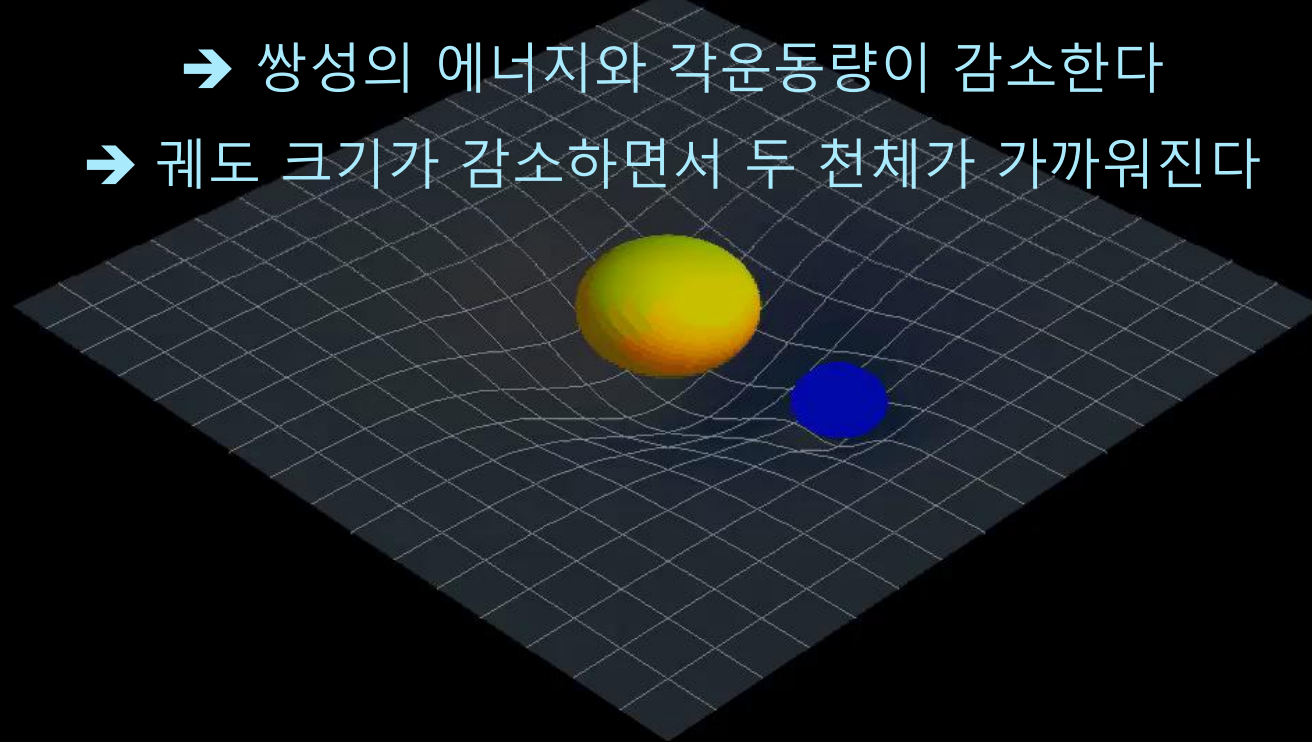 ➔ 쌍성의 에너지와 각운동량이 감소한다
➔ 궤도 크기가 감소하면서 두 천체가 가까워진다